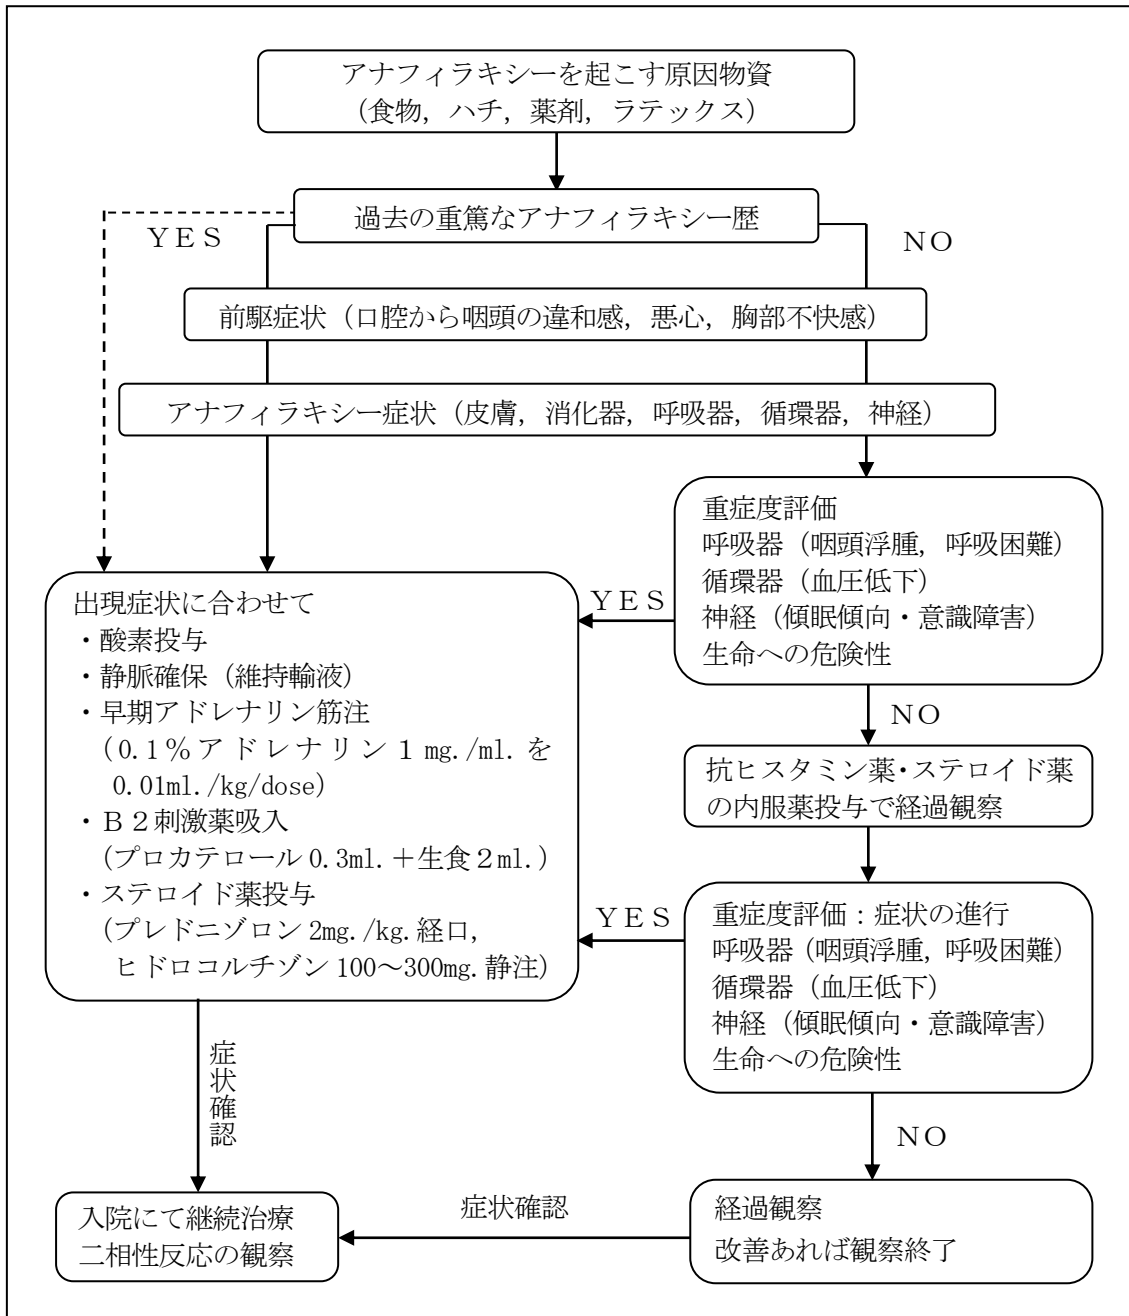 アナフィラキシーを起こす原因物資
（食物，ハチ，薬剤，ラテックス）
過去の重篤なアナフィラキシー歴
ＹＥＳ
ＮＯ
前駆症状（口腔から咽頭の違和感，悪心，胸部不快感）
アナフィラキシー症状（皮膚，消化器，呼吸器，循環器，神経）
重症度評価
呼吸器（咽頭浮腫，呼吸困難）
循環器（血圧低下）
神経（傾眠傾向・意識障害）
生命への危険性
ＹＥＳ
ＮＯ
出現症状に合わせて
・酸素投与
・静脈確保（維持輸液）
・早期アドレナリン筋注
（0.1％アドレナリン１mg./ml.を
0.01ml./kg/dose）
・Ｂ２刺激薬吸入
（プロカテロール0.3ml.＋生食２ml.）
・ステロイド薬投与
（プレドニゾロン2mg./kg.経口，
ヒドロコルチゾン100～300mg.静注）
抗ヒスタミン薬・ステロイド薬
の内服薬投与で経過観察
ＹＥＳ
重症度評価：症状の進行
呼吸器（咽頭浮腫，呼吸困難）
循環器（血圧低下）
神経（傾眠傾向・意識障害）
生命への危険性
ＮＯ
症状確認
入院にて継続治療
二相性反応の観察
症状確認
経過観察
改善あれば観察終了